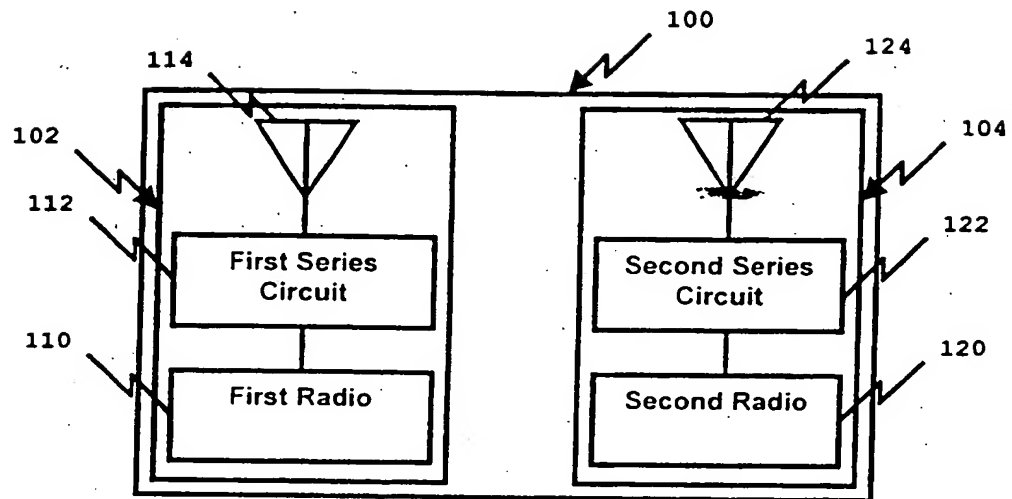 100
114
124
102
104
112
First Series
Circuit
Second Series
Circuit
122
110
First Radio
Second Radio
120